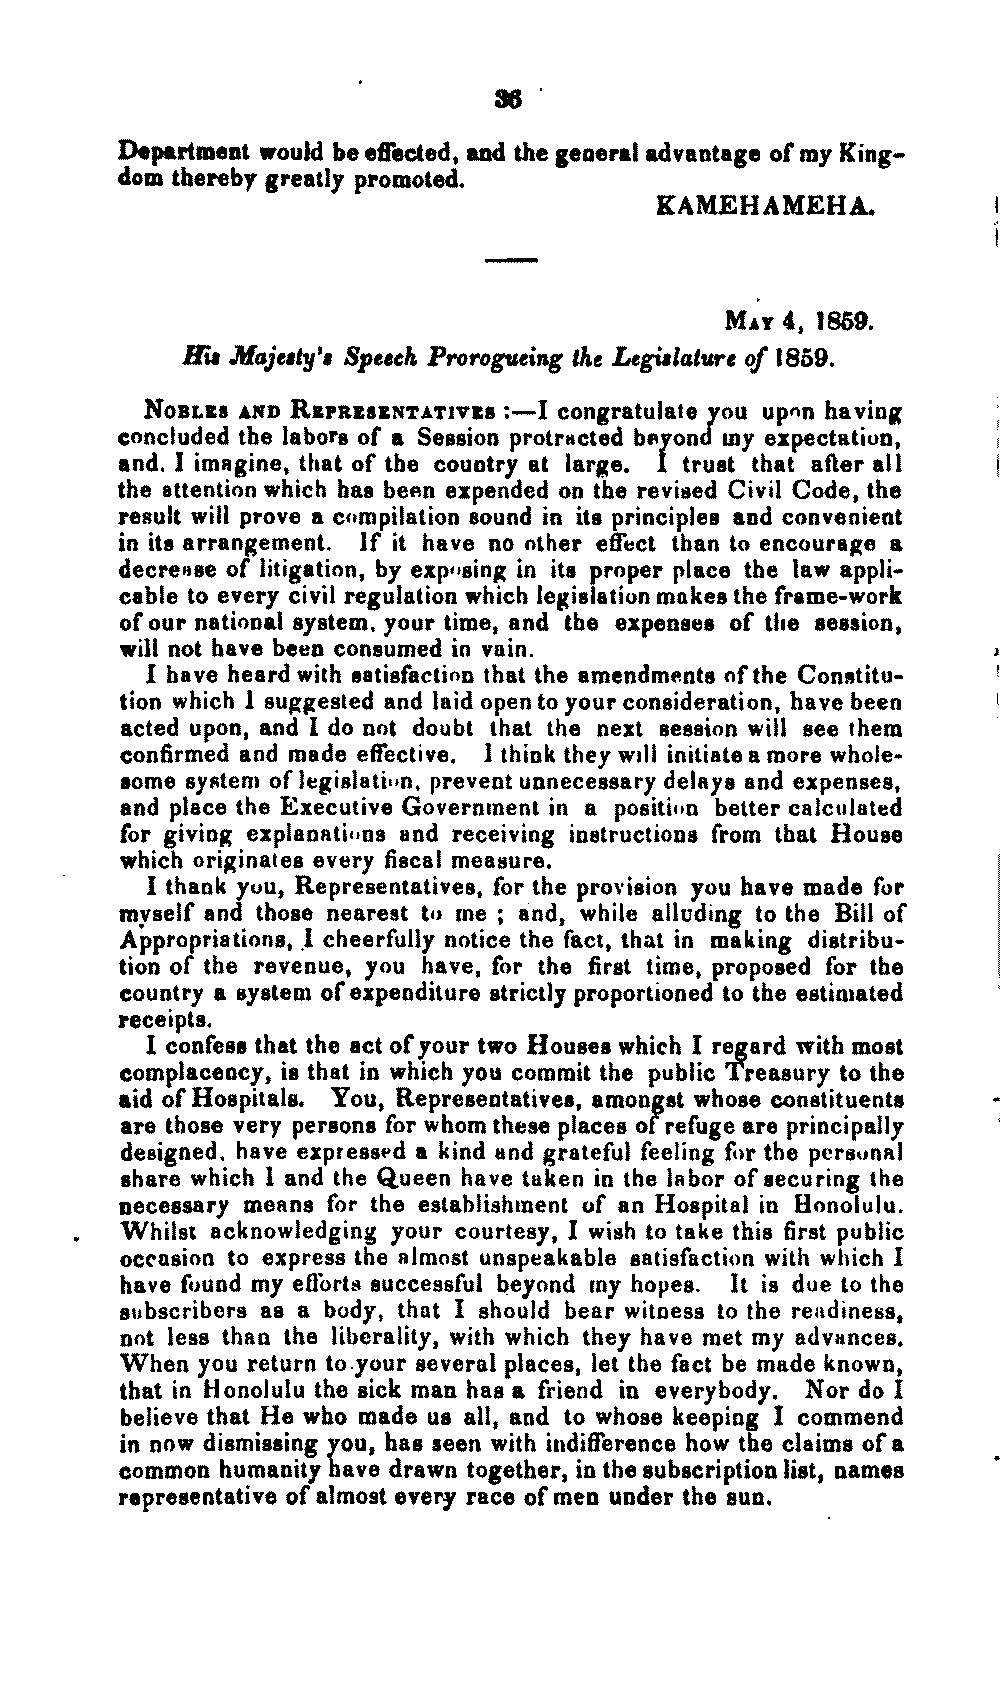 36
Department would be effected, and the general advantage of my King-
dom thereby greatly promoted.
KAMEHAMEHA.
MAY 4, 1859.
His Majesty's Speech Progogueing the Legislature of 1859.
NOBLES AND REPRESENTATIVES :—I congratulate you upon having
concluded the labors of a Session protracted beyond my expectation,
and, I imagine, that of the country at large. I trust that after all
the attention which has been expended on the revised Civil Code, the
result will prove a compilation sound in its principles and convenient
in its arrangement. If it have no other effect than to encourage a
decrease of litigation, by exposing in its proper place the law appli-
cable to every civil regulation which legislation makes the frame-work
of our national system, your time, and the expenses of the session,
will not have been consumed in vain.
I have heard with satisfaction that the amendments of the Constitu-
tion which I suggested and laid open to your consideration, have been
acted upon, and I do not doubt that the next session will see them
confirmed and made effective. I think they will initiate a more whole-
some system of legislation, prevent unnecessary delays and expenses,
and place the Executive Government in a position better calculated
for giving explanations and receiving instructions from that House
which originates every fiscal measure.
I thank you, Representatives, for the provision you have made for
myself and those nearest to me ; and, while alluding to the Bill of
Appropriations, I cheerfully notice the fact, that in making distribu-
tion of the revenue, you have, for the first time, proposed for the
country a system of expenditure strictly proportioned to the estimated
receipts.
I confess that the act of your two Houses which I regard with most
complacency, is that in which you commit the public Treasury to the
aid of Hospitals. You, Representatives, amongst whose constituents
are those very persons for whom these places of refuge are principally
designed, have expressed a kind and grateful feeling for the personal
share which I and the Queen have taken in the labor of securing the
necessary means for the establishment of an Hospital in Honolulu.
Whilst acknowledging your courtesy, I wish to take this first public
occasion to express the almost unspeakable satisfaction with which I
have found my efforts successful beyond my hopes. It is due to the
subscribers as a body, that I should bear witness to the readiness,
not less than the liberality, with which they have met my advances.
When you return to your several places, let the fact be made known,
that in Honolulu the sick man has a friend in everybody. Nor do I
believe that He who made us all, and to whose keeping I commend
in now dismissing you, has seen with indifference how the claims of a
common humanity have drawn together, in the subscription list, names
representative of almost every race of men under the sun.